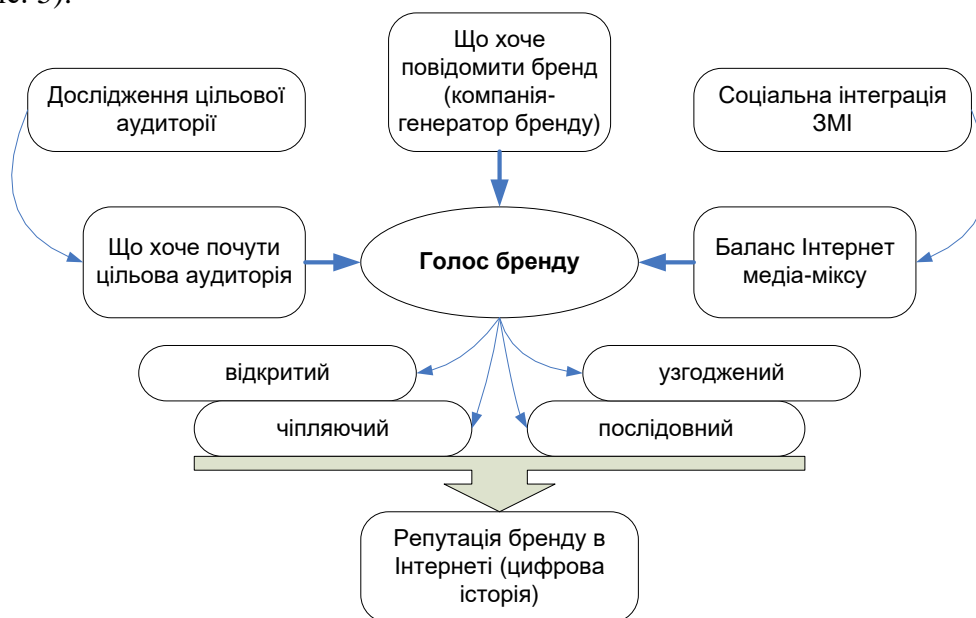 с. 3).
Що хоче
повідомити бренд
(компанія-
генератор бренду)
Дослідження цільової
аудиторії
Соціальна інтеграція
ЗМІ
Що хоче почути
цільова аудиторія
Голос бренду
Баланс Інтернет
медіа-міксу
відкритий
узгоджений
чіпляючий
послідовний
Репутація бренду в
Інтернеті (цифрова
історія)